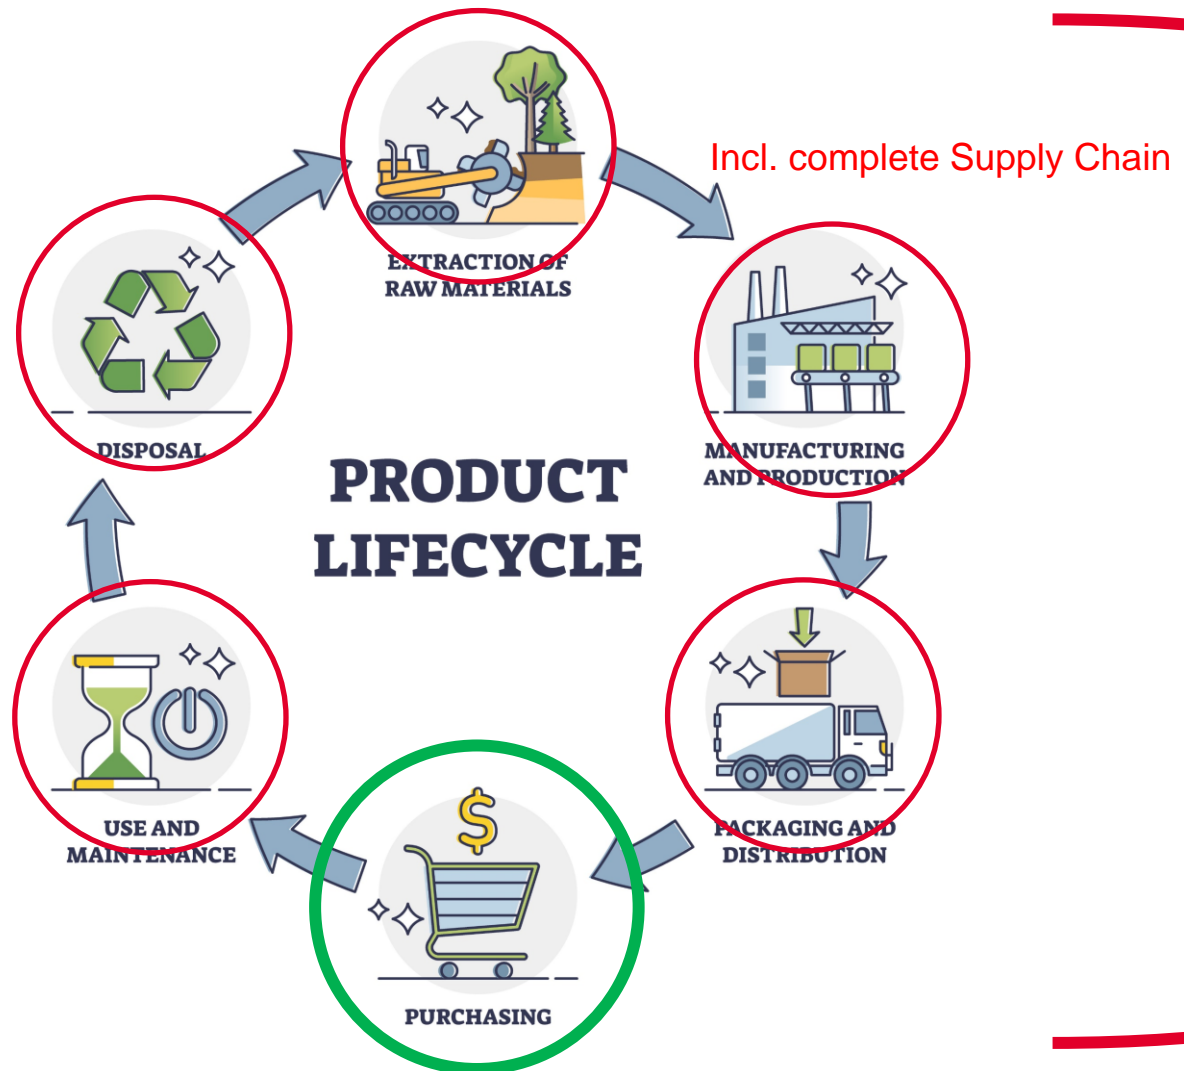 Incl. complete Supply Chain
EXTRACTION OF
RAW MATERIALS
MANUFACTURING
AND PRODUCTION
DISPOSAL
PRODUCT
LIFECYCLE
PACKAGING AND
DISTRIBUTION
USE AND
MAINTENANCE
$
PURCHASING